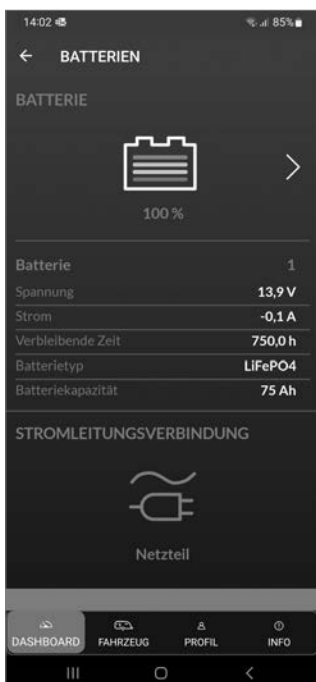 14:02 85%
← BATTERIEN
BATTERIE
100 %
Batterie 1
Spannung 13,9 V
Strom -0,1 A
Verbleibende Zeit 750,0 h
Batterietyp LiFePO4
Batteriekapazität 75 Ah
STROMLEITUNGSVERBINDUNG
Netzteil
DASHBOARD FAHRZEUG PROFIL INFO